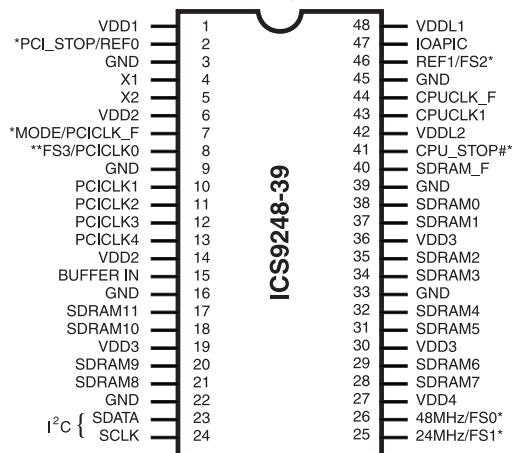 VDD1 1 48 VDDL1
*PCI_STOP/REF0 2 47 IOAPIC
GND 3 46 REF1/FS2*
X1 4 45 GND
X2 5 44 CPUCLK_F
VDD2 6 43 CPUCLK1
*MODE/PCICLK_F 7 42 VDDL2
**FS3/PCICLK0 8 41 CPU_STOP#*
GND 9 40 SDRAM_F
PCICLK1 10 39 GND
PCICLK2 11 38 SDRAM0
PCICLK3 12 37 SDRAM1
PCICLK4 13 36 VDD3
VDD2 14 35 SDRAM2
BUFFER IN 15 34 SDRAM3
GND 16 33 GND
SDRAM11 17 32 SDRAM4
SDRAM10 18 31 SDRAM5
VDD3 19 30 VDD3
SDRAM9 20 29 SDRAM6
SDRAM8 21 28 SDRAM7
GND 22 27 VDD4
I²C { SDATA 23 26 48MHz/FS0*
SCLK 24 25 24MHz/FS1*
ICS9248-39